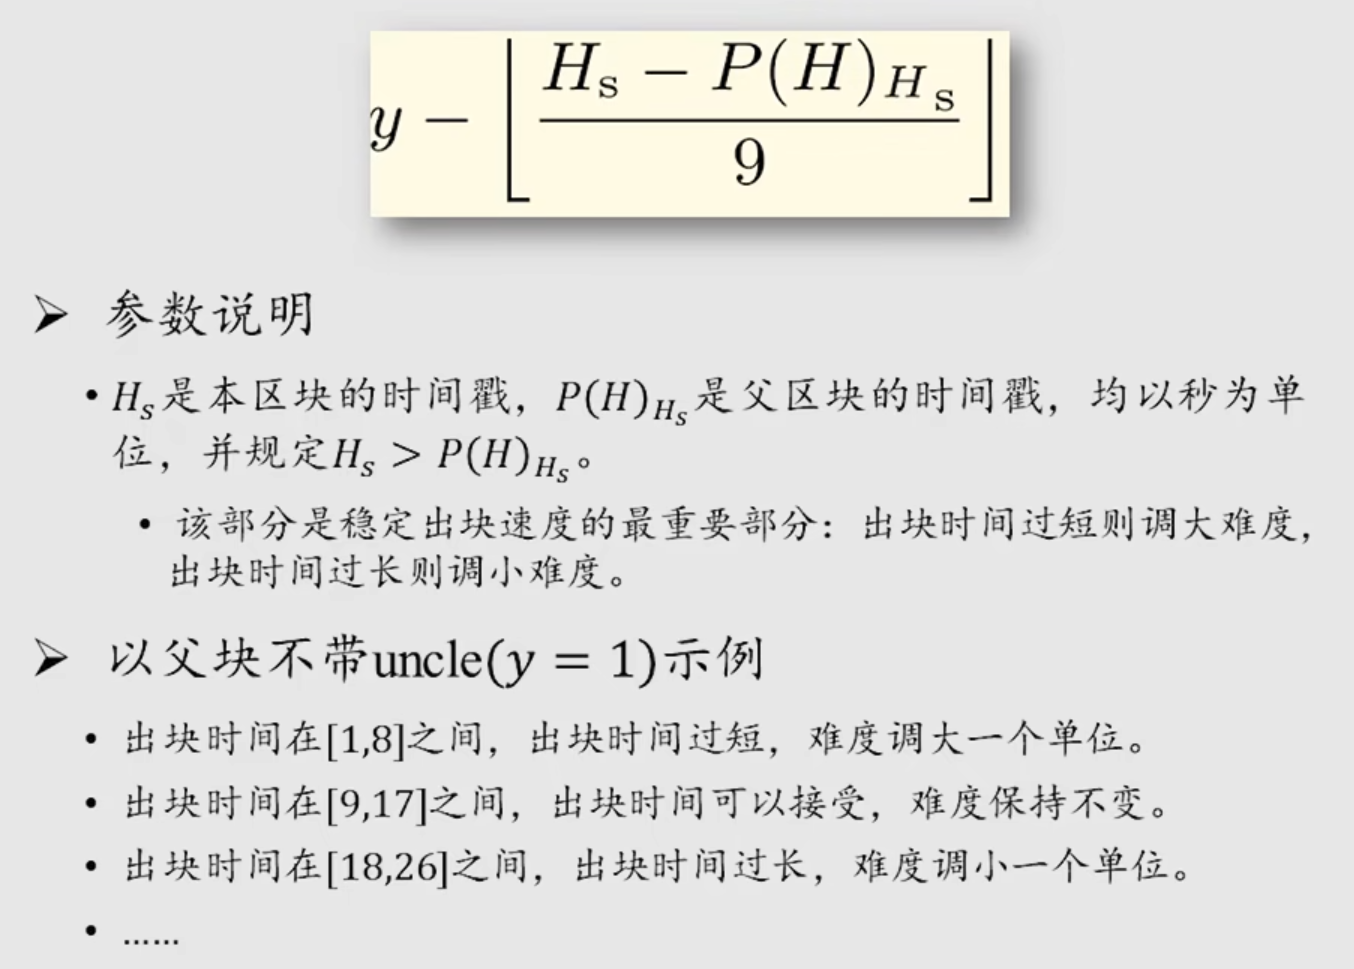 y − ⌊(H_s − P(H)_{H_s}) / 9⌋
➢ 参数说明
• H_s是本区块的时间戳，P(H)_{H_s}是父区块的时间戳，均以秒为单
位，并规定H_s > P(H)_{H_s}。
• 该部分是稳定出块速度的最重要部分：出块时间过短则调大难度，
出块时间过长则调小难度。
➢ 以父块不带uncle(y = 1)示例
• 出块时间在[1,8]之间，出块时间过短，难度调大一个单位。
• 出块时间在[9,17]之间，出块时间可以接受，难度保持不变。
• 出块时间在[18,26]之间，出块时间过长，难度调小一个单位。
• ……